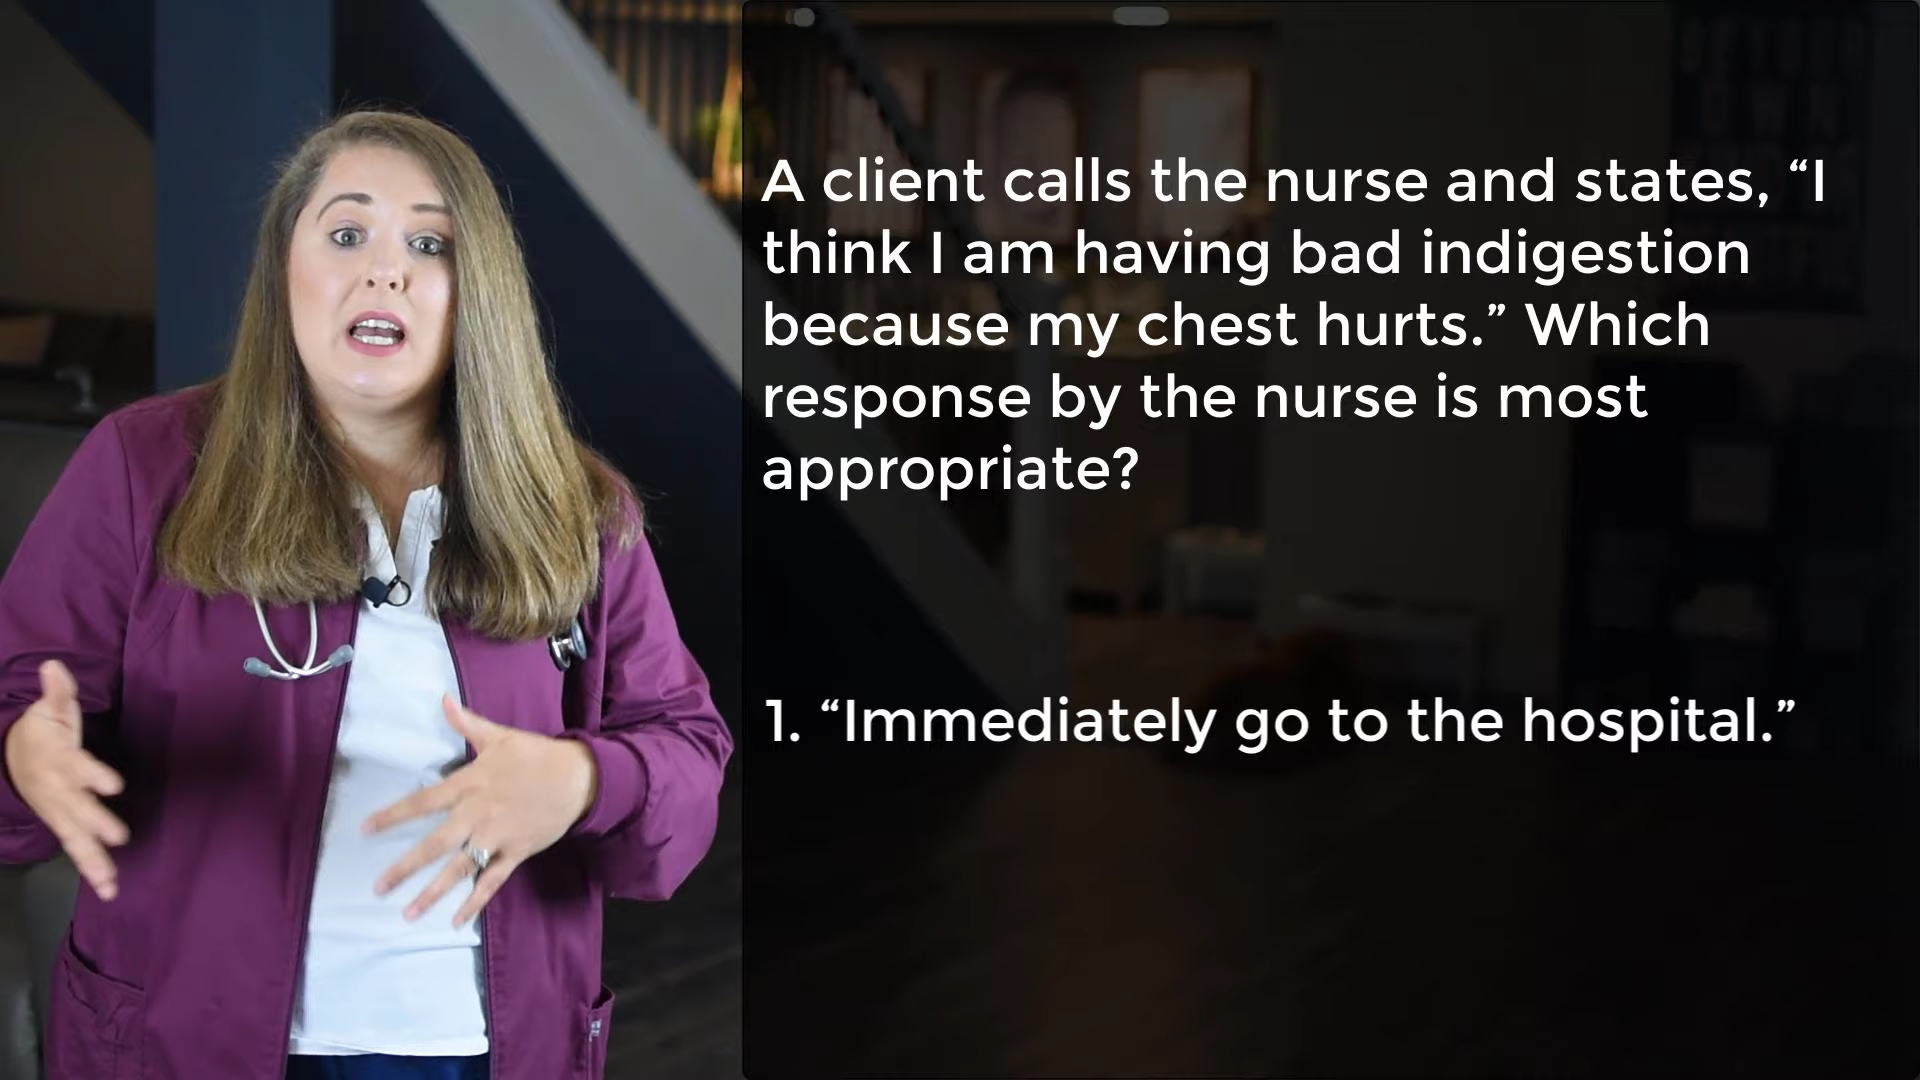 A client calls the nurse and states, “I
think I am having bad indigestion
because my chest hurts.” Which
response by the nurse is most
appropriate?
1. “Immediately go to the hospital.”